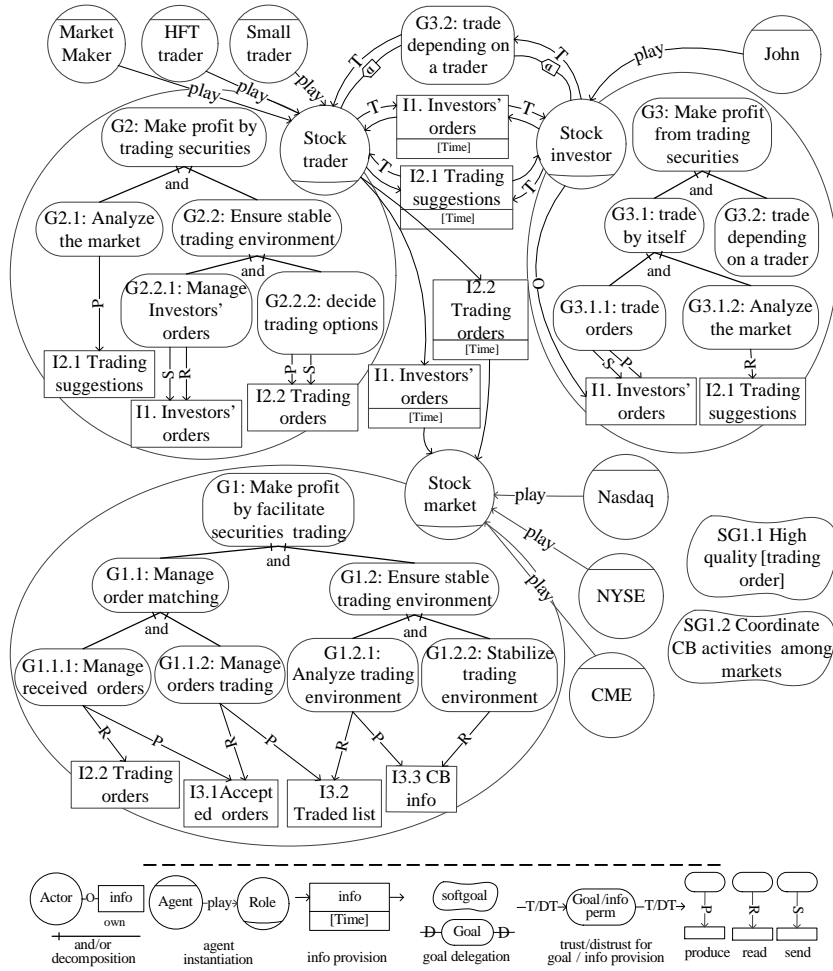 Market
Maker
HFT
trader
Small
trader
play
play
play
G3.2: trade
depending on
a trader
T
T
α
α
John
play
T
I1. Investors'
orders
[Time]
T
Stock
trader
Stock
investor
T
I2.1 Trading
suggestions
[Time]
T
G2: Make profit by
trading securities
and
G2.1: Analyze
the market
G2.2: Ensure stable
trading environment
and
G2.2.1: Manage
Investors'
orders
G2.2.2: decide
trading options
P
S
R
P
S
I2.1 Trading
suggestions
I1. Investors'
orders
I2.2 Trading
orders
I2.2
Trading
orders
[Time]
I1. Investors'
orders
[Time]
O
G3: Make profit
from trading
securities
and
G3.1: trade
by itself
G3.2: trade
depending
on a trader
and
G3.1.1: trade
orders
G3.1.2: Analyze
the market
S
P
R
I1. Investors'
orders
I2.1 Trading
suggestions
Stock
market
play
Nasdaq
play
NYSE
play
CME
SG1.1 High
quality [trading
order]
SG1.2 Coordinate
CB activities among
markets
G1: Make profit
by facilitate
securities trading
and
G1.1: Manage
order matching
G1.2: Ensure stable
trading environment
and
and
G1.1.1: Manage
received orders
G1.1.2: Manage
orders trading
G1.2.1:
Analyze trading
environment
G1.2.2: Stabilize
trading
environment
R
P
R
P
R
P
R
I2.2 Trading
orders
I3.1Accept
ed orders
I3.2
Traded list
I3.3 CB
info
Actor
O
info
own
and/or
decomposition
Agent
play
Role
agent
instantiation
info
[Time]
info provision
softgoal
D
Goal
D
goal delegation
T/DT
Goal/info
perm
T/DT
trust/distrust for
goal / info provision
P
R
S
produce
read
send